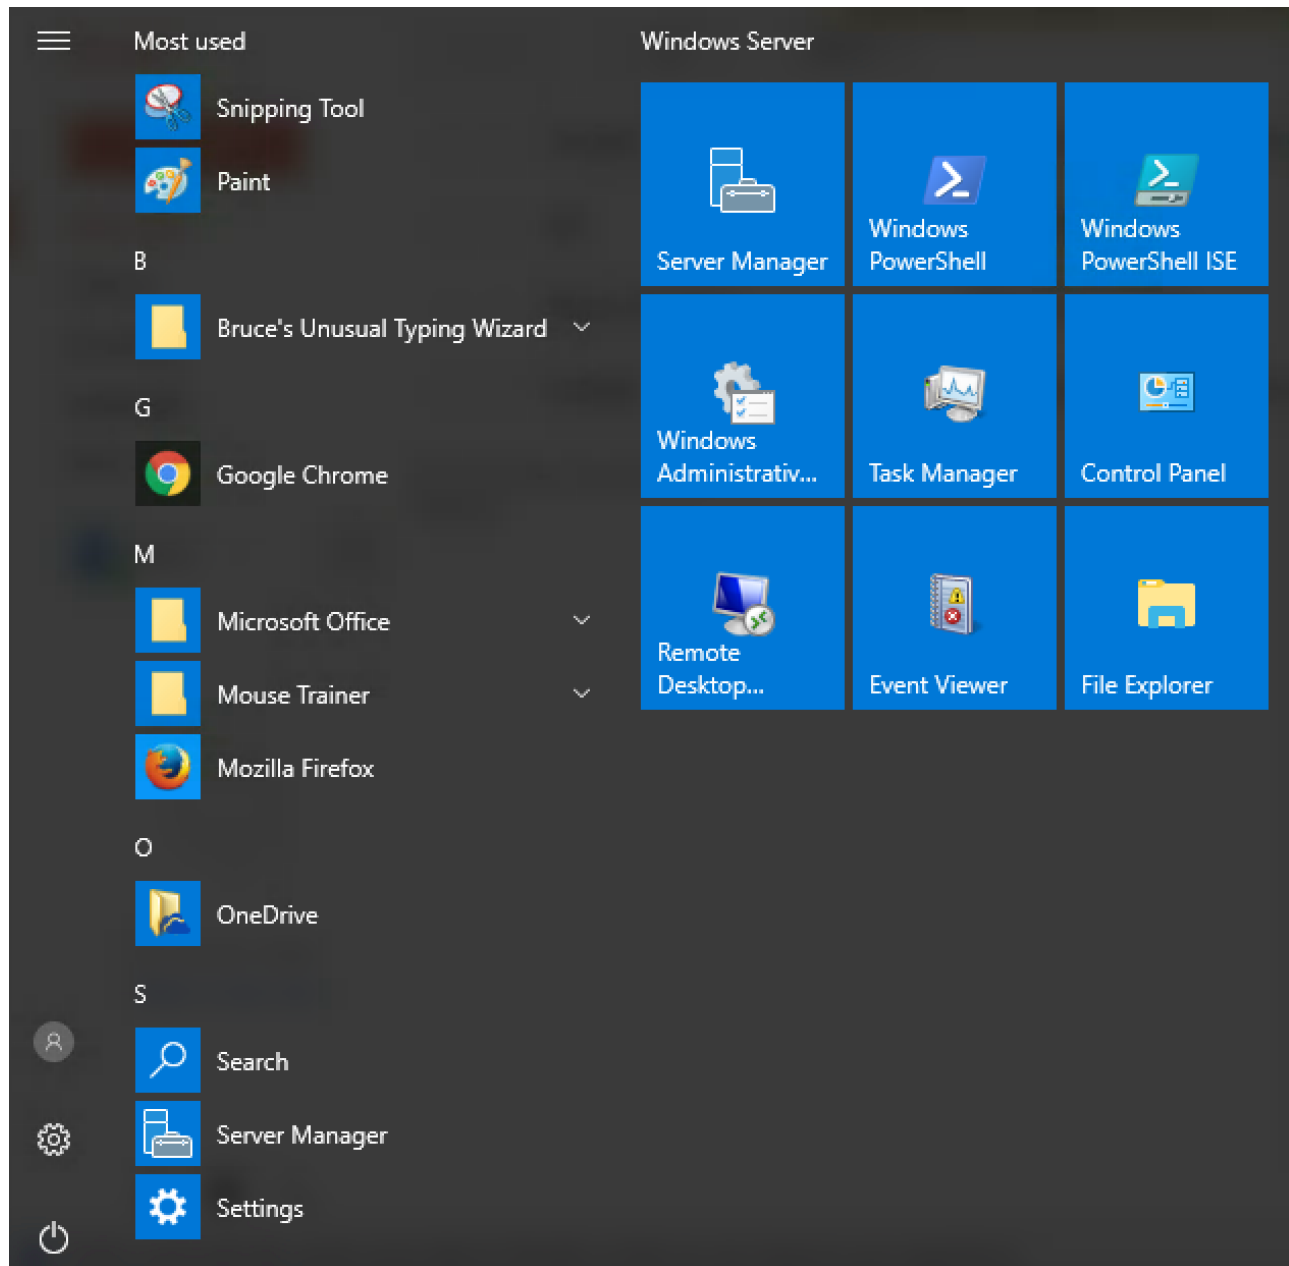 Most used
Snipping Tool
Paint
B
Bruce's Unusual Typing Wizard
G
Google Chrome
M
Microsoft Office
Mouse Trainer
Mozilla Firefox
O
OneDrive
S
Search
Server Manager
Settings
Windows Server
Server Manager
Windows
PowerShell
Windows
PowerShell ISE
Windows
Administrativ...
Task Manager
Control Panel
Remote
Desktop...
Event Viewer
File Explorer